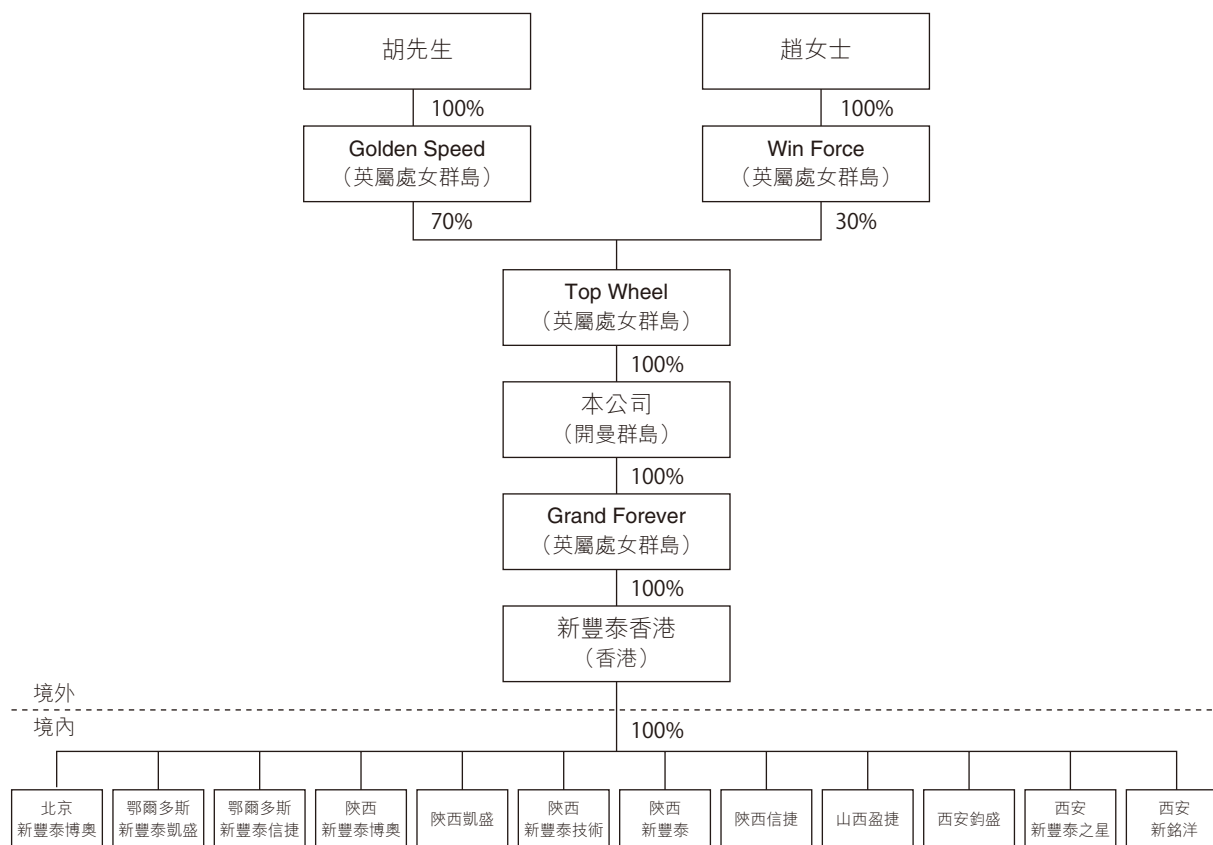 胡先生
趙女士
100%
100%
Golden Speed
（英屬處女群島）
Win Force
（英屬處女群島）
70%
30%
Top Wheel
（英屬處女群島）
100%
本公司
（開曼群島）
100%
Grand Forever
（英屬處女群島）
100%
新豐泰香港
（香港）
境外
境內
100%
北京
新豐泰博奧
鄂爾多斯
新豐泰凱盛
鄂爾多斯
新豐泰信捷
陝西
新豐泰博奧
陝西凱盛
陝西
新豐泰技術
陝西
新豐泰
陝西信捷
山西盈捷
西安鈞盛
西安
新豐泰之星
西安
新銘洋